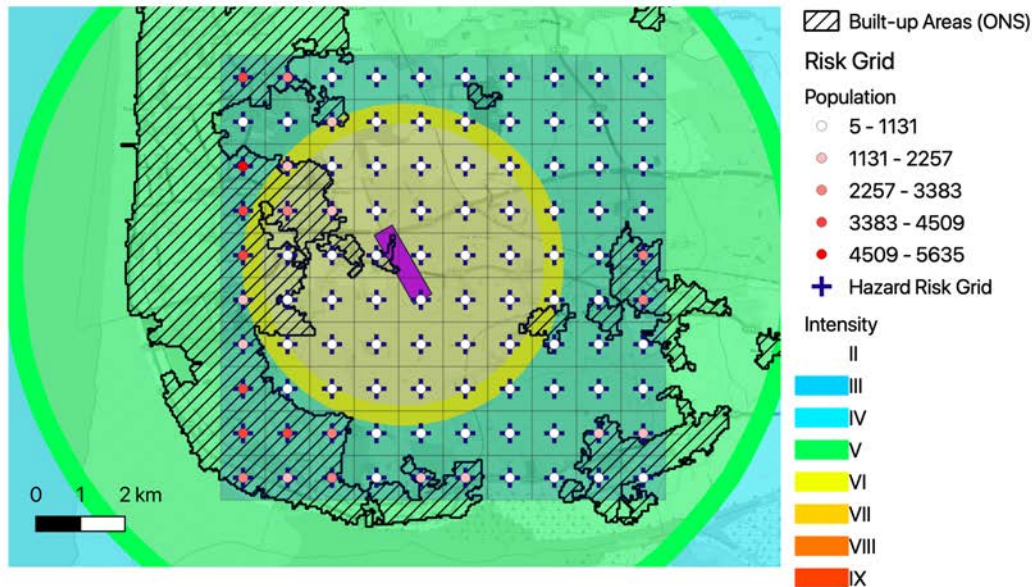 Built-up Areas (ONS)
Risk Grid
Population
5 - 1131
1131 - 2257
2257 - 3383
3383 - 4509
4509 - 5635
Hazard Risk Grid
Intensity
II
III
IV
V
VI
VII
VIII
IX
0 1 2 km